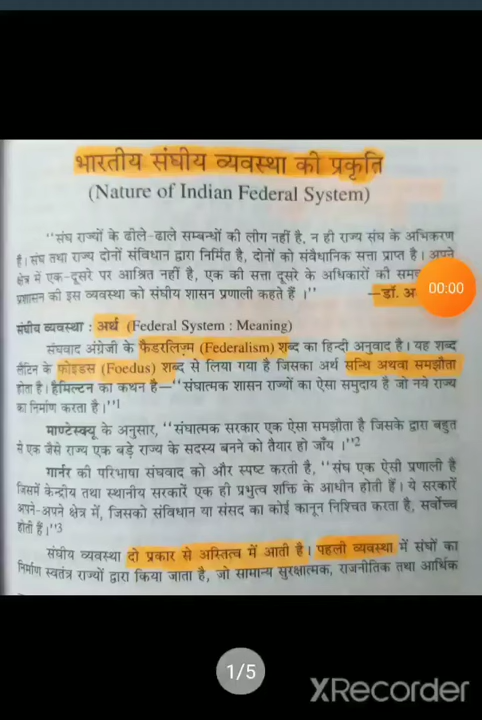 भारतीय संघीय व्यवस्था की प्रकृति
(Nature of Indian Federal System)
“संघ राज्यों के ढीले-ढाले सम्बन्धों की लीग नहीं है, न ही राज्य संघ के अभिकरण
है। संघ तथा राज्य दोनों संविधान द्वारा निर्मित है, दोनों को संवैधानिक सत्ता प्राप्त है। अपने
क्षेत्र में एक-दूसरे पर आश्रित नहीं है, एक की सत्ता दूसरे के अधिकारों की
प्रशासन की इस व्यवस्था को संघीय शासन प्रणाली कहते हैं ।” —डॉ.
00:00
संघीय व्यवस्था : अर्थ (Federal System : Meaning)
संघवाद अंग्रेजी के फैडरलिज़्म (Federalism) शब्द का हिन्दी अनुवाद है। यह शब्द
लैटिन के फोइडस (Foedus) शब्द से लिया गया है जिसका अर्थ सन्धि अथवा समझौता
होता है। हैमिल्टन का कथन है—“संघात्मक शासन राज्यों का ऐसा समुदाय है जो नये राज्य
का निर्माण करता है।”1
माण्टेस्क्यू के अनुसार, “संघात्मक सरकार एक ऐसा समझौता है जिसके द्वारा बहुत
से एक जैसे राज्य एक बड़े राज्य के सदस्य बनने को तैयार हो जाँय ।”2
गार्नर की परिभाषा संघवाद को और स्पष्ट करती है, “संघ एक ऐसी प्रणाली है
जिसमें केन्द्रीय तथा स्थानीय सरकारें एक ही प्रभुत्व शक्ति के आधीन होती हैं। ये सरकारें
अपने-अपने क्षेत्र में, जिसको संविधान या संसद का कोई कानून निश्चित करता है, सर्वोच्च
होती हैं।”3
संघीय व्यवस्था दो प्रकार से अस्तित्व में आती है। पहली व्यवस्था में संघों का
निर्माण स्वतंत्र राज्यों द्वारा किया जाता है, जो सामान्य सुरक्षात्मक, राजनीतिक तथा आर्थिक
1/5
XRecorder